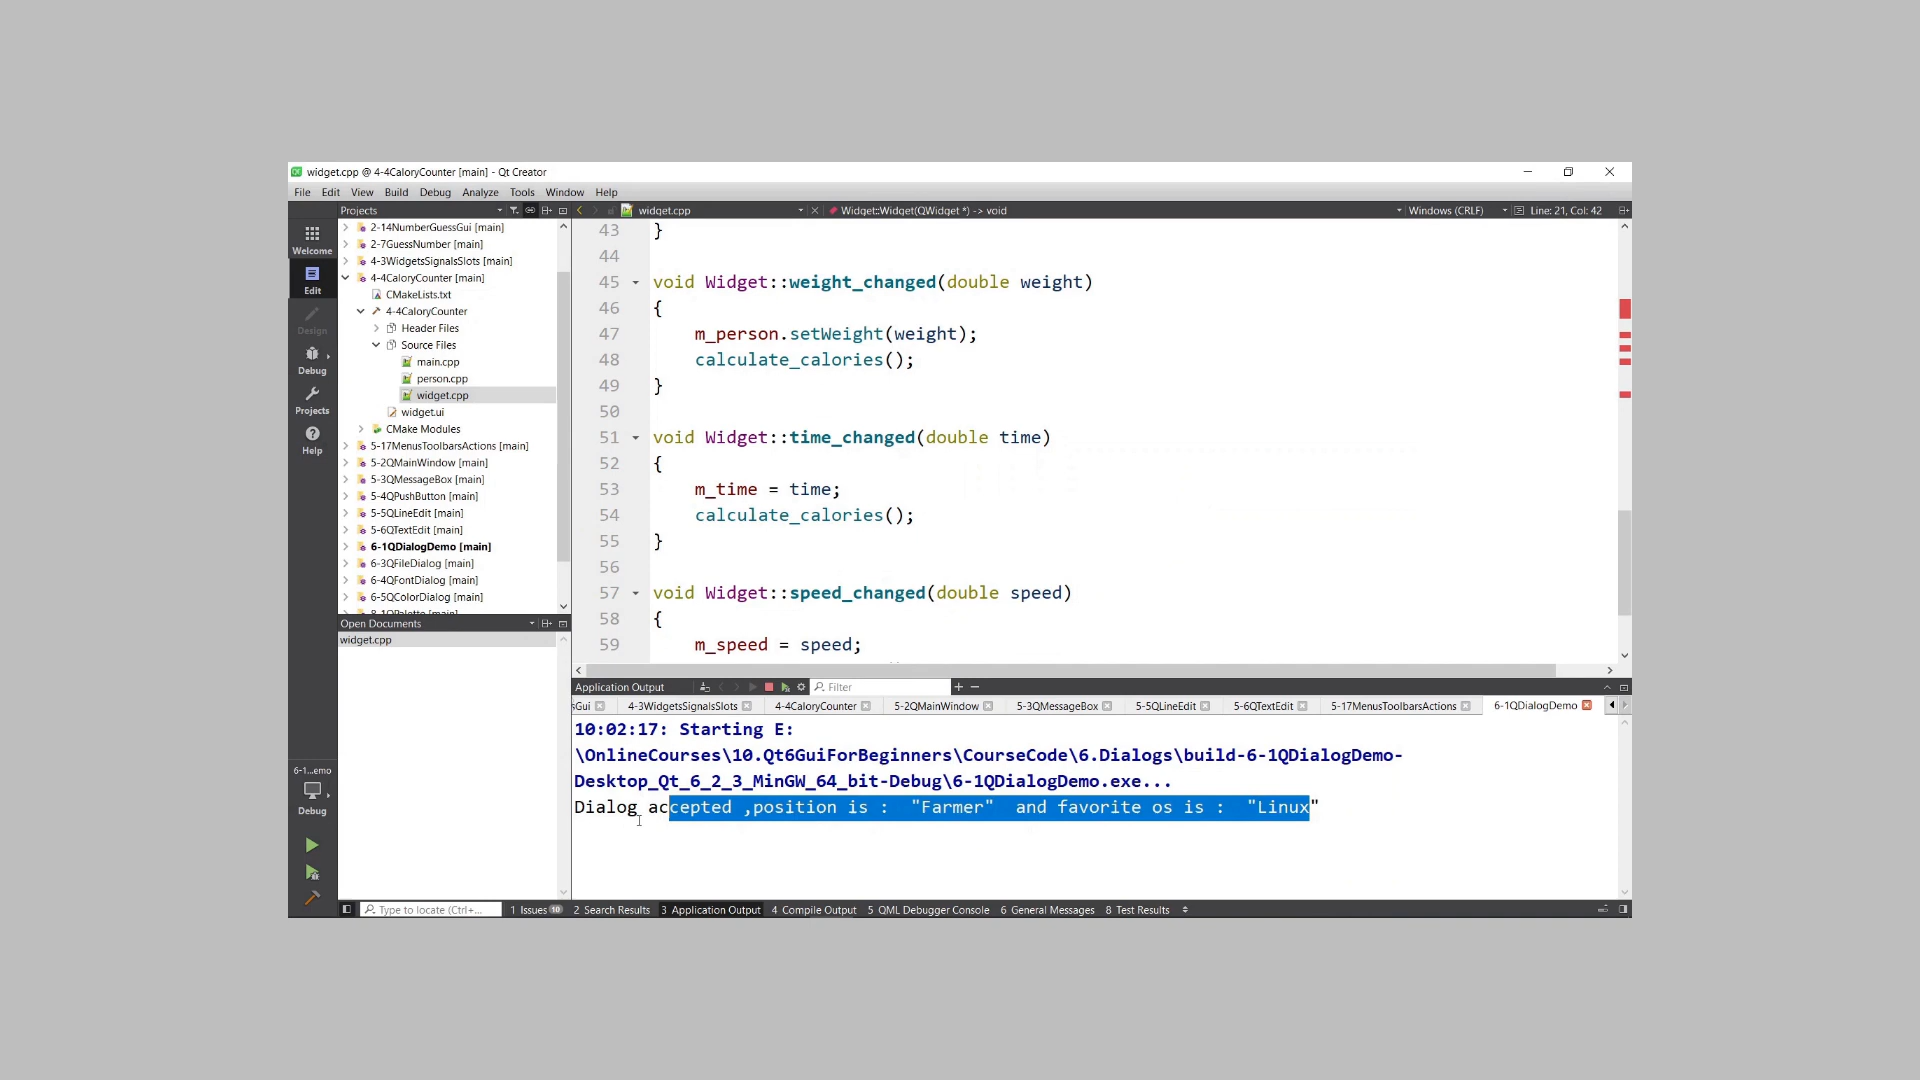 widget.cpp @ 4-4CaloryCounter [main] - Qt Creator
File Edit View Build Debug Analyze Tools Window Help
Projects
widget.cpp
Widget::Widget(QWidget *) -> void
Windows (CRLF)
Line: 21, Col: 42
Welcome
Edit
Design
Debug
Projects
Help
6-1...emo
Debug
2-14NumberGuessGui [main]
2-7GuessNumber [main]
4-3WidgetsSignalsSlots [main]
4-4CaloryCounter [main]
CMakeLists.txt
4-4CaloryCounter
Header Files
Source Files
main.cpp
person.cpp
widget.cpp
widget.ui
CMake Modules
5-17MenusToolbarsActions [main]
5-2QMainWindow [main]
5-3QMessageBox [main]
5-4QPushButton [main]
5-5QLineEdit [main]
5-6QTextEdit [main]
6-1QDialogDemo [main]
6-3QFileDialog [main]
6-4QFontDialog [main]
6-5QColorDialog [main]
8-1QPalette [main]
Open Documents
widget.cpp
43 }
44
45 void Widget::weight_changed(double weight)
46 {
47 m_person.setWeight(weight);
48 calculate_calories();
49 }
50
51 void Widget::time_changed(double time)
52 {
53 m_time = time;
54 calculate_calories();
55 }
56
57 void Widget::speed_changed(double speed)
58 {
59 m_speed = speed;
Application Output
Filter
sGui 4-3WidgetsSignalsSlots 4-4CaloryCounter 5-2QMainWindow 5-3QMessageBox 5-5QLineEdit 5-6QTextEdit 5-17MenusToolbarsActions 6-1QDialogDemo
10:02:17: Starting E:
\OnlineCourses\10.Qt6GuiForBeginners\CourseCode\6.Dialogs\build-6-1QDialogDemo-
Desktop_Qt_6_2_3_MinGW_64_bit-Debug\6-1QDialogDemo.exe...
Dialog accepted ,position is : "Farmer" and favorite os is : "Linux"
Type to locate (Ctrl+...
1 Issues 10 2 Search Results 3 Application Output 4 Compile Output 5 QML Debugger Console 6 General Messages 8 Test Results